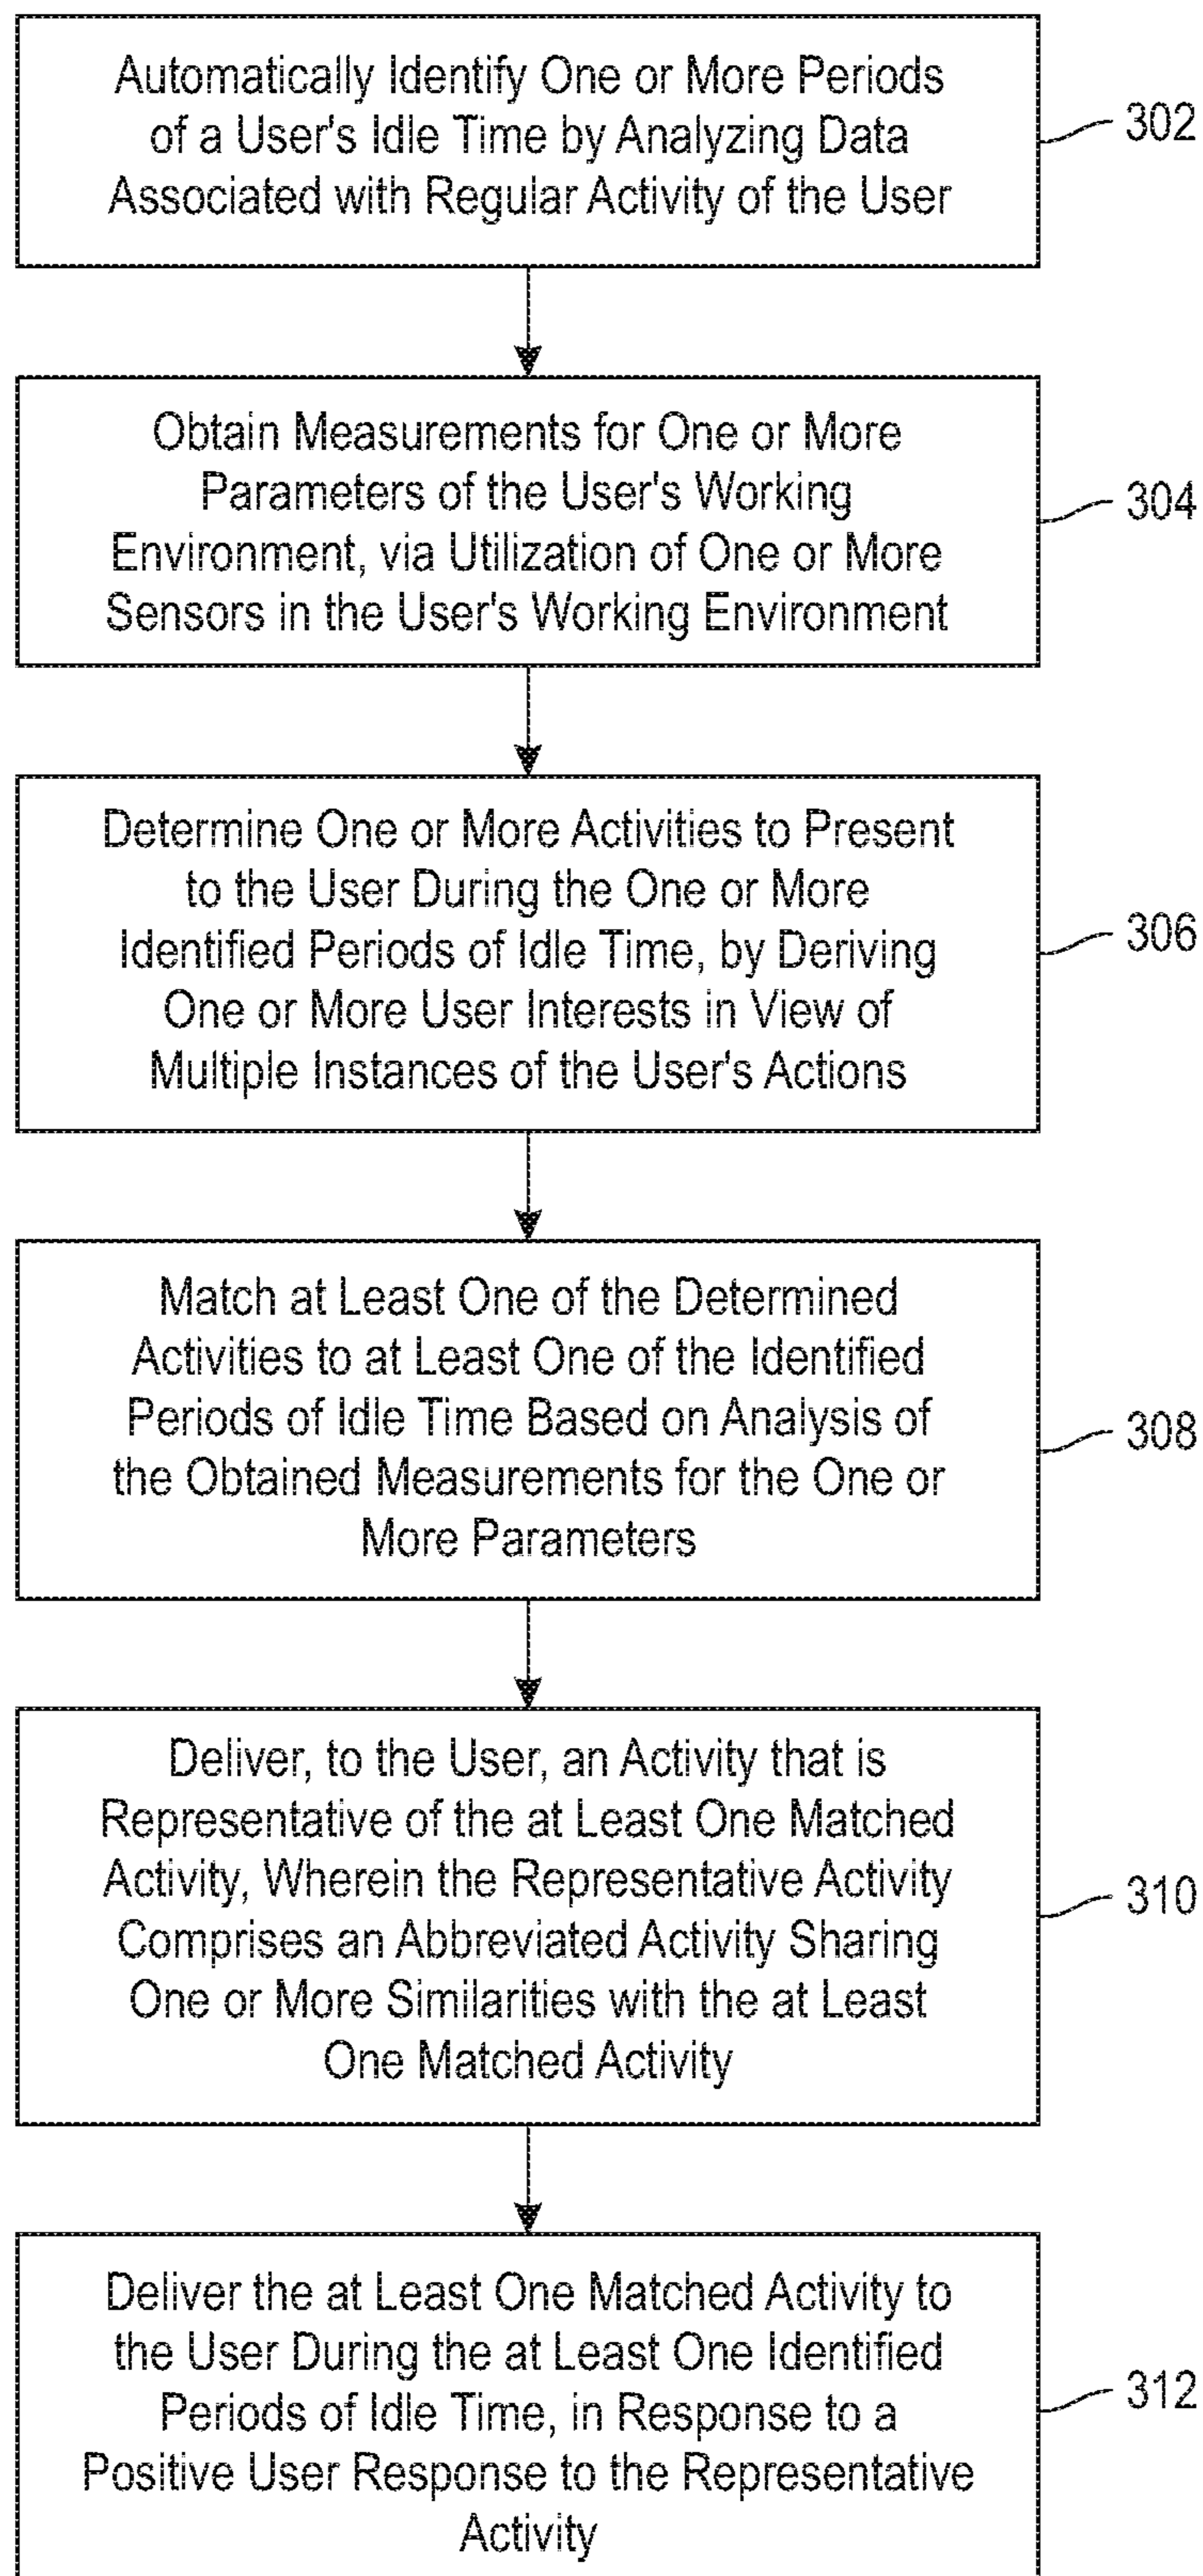 Automatically Identify One or More Periods
of a User's Idle Time by Analyzing Data
Associated with Regular Activity of the User
302
Obtain Measurements for One or More
Parameters of the User's Working
Environment, via Utilization of One or More
Sensors in the User's Working Environment
304
Determine One or More Activities to Present
to the User During the One or More
Identified Periods of Idle Time, by Deriving
One or More User Interests in View of
Multiple Instances of the User's Actions
306
Match at Least One of the Determined
Activities to at Least One of the Identified
Periods of Idle Time Based on Analysis of
the Obtained Measurements for the One or
More Parameters
308
Deliver, to the User, an Activity that is
Representative of the at Least One Matched
Activity, Wherein the Representative Activity
Comprises an Abbreviated Activity Sharing
One or More Similarities with the at Least
One Matched Activity
310
Deliver the at Least One Matched Activity to
the User During the at Least One Identified
Periods of Idle Time, in Response to a
Positive User Response to the Representative
Activity
312